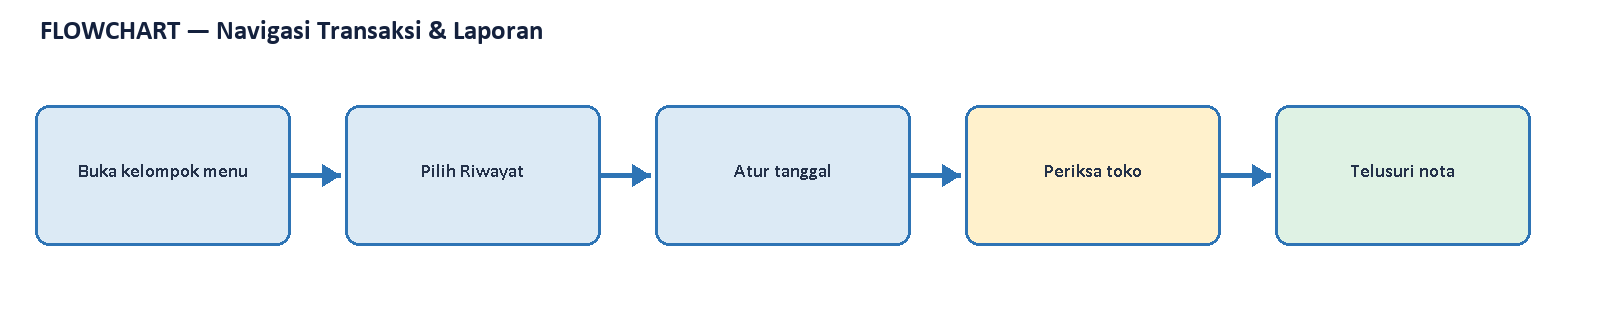 FLOWCHART — Navigasi Transaksi & Laporan
Buka kelompok menu
Pilih Riwayat
Atur tanggal
Periksa toko
Telusuri nota